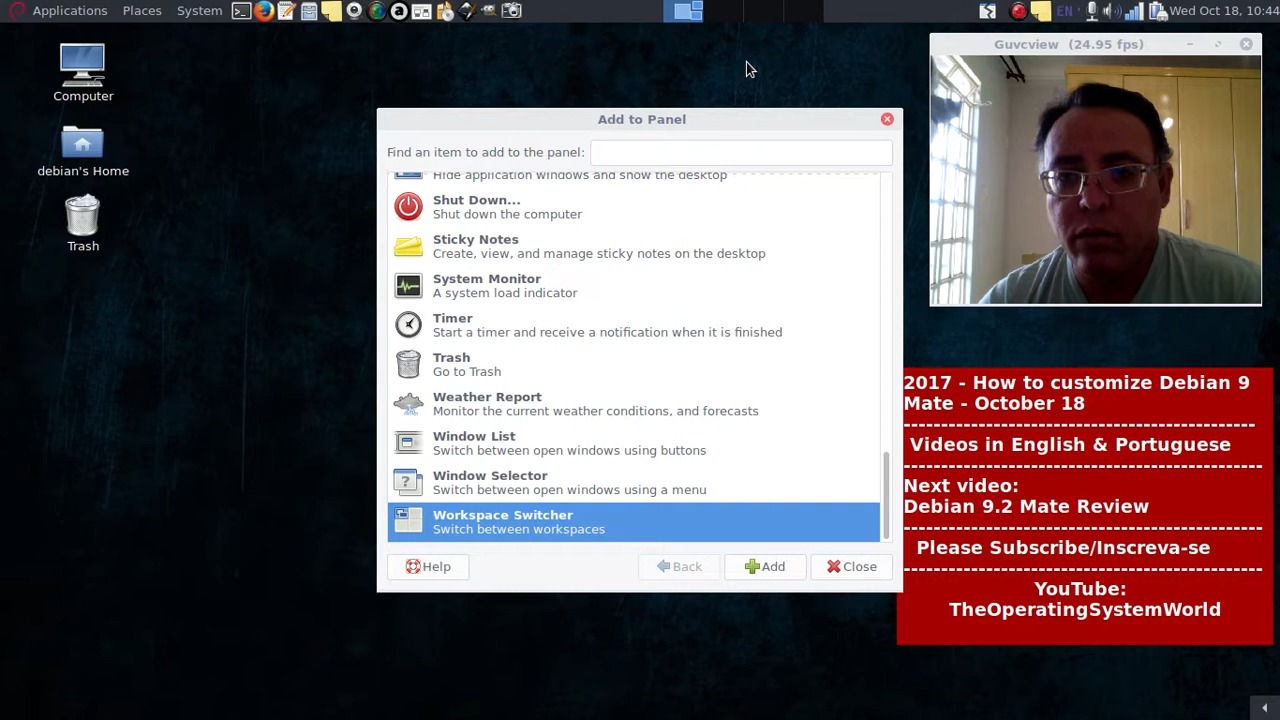 Applications Places System
EN Wed Oct 18, 10:44
Computer
debian's Home
Trash
Guvcview (24.95 fps)
Add to Panel
Find an item to add to the panel:
Hide application windows and show the desktop
Shut Down...
Shut down the computer
Sticky Notes
Create, view, and manage sticky notes on the desktop
System Monitor
A system load indicator
Timer
Start a timer and receive a notification when it is finished
Trash
Go to Trash
Weather Report
Monitor the current weather conditions, and forecasts
Window List
Switch between open windows using buttons
Window Selector
Switch between open windows using a menu
Workspace Switcher
Switch between workspaces
Help Back Add Close
2017 - How to customize Debian 9
Mate - October 18
-------------------------------------------
Videos in English & Portuguese
--------------------------------------------
Next video:
Debian 9.2 Mate Review
--------------------------------------------
Please Subscribe/Inscreva-se
--------------------------------------------
YouTube:
TheOperatingSystemWorld